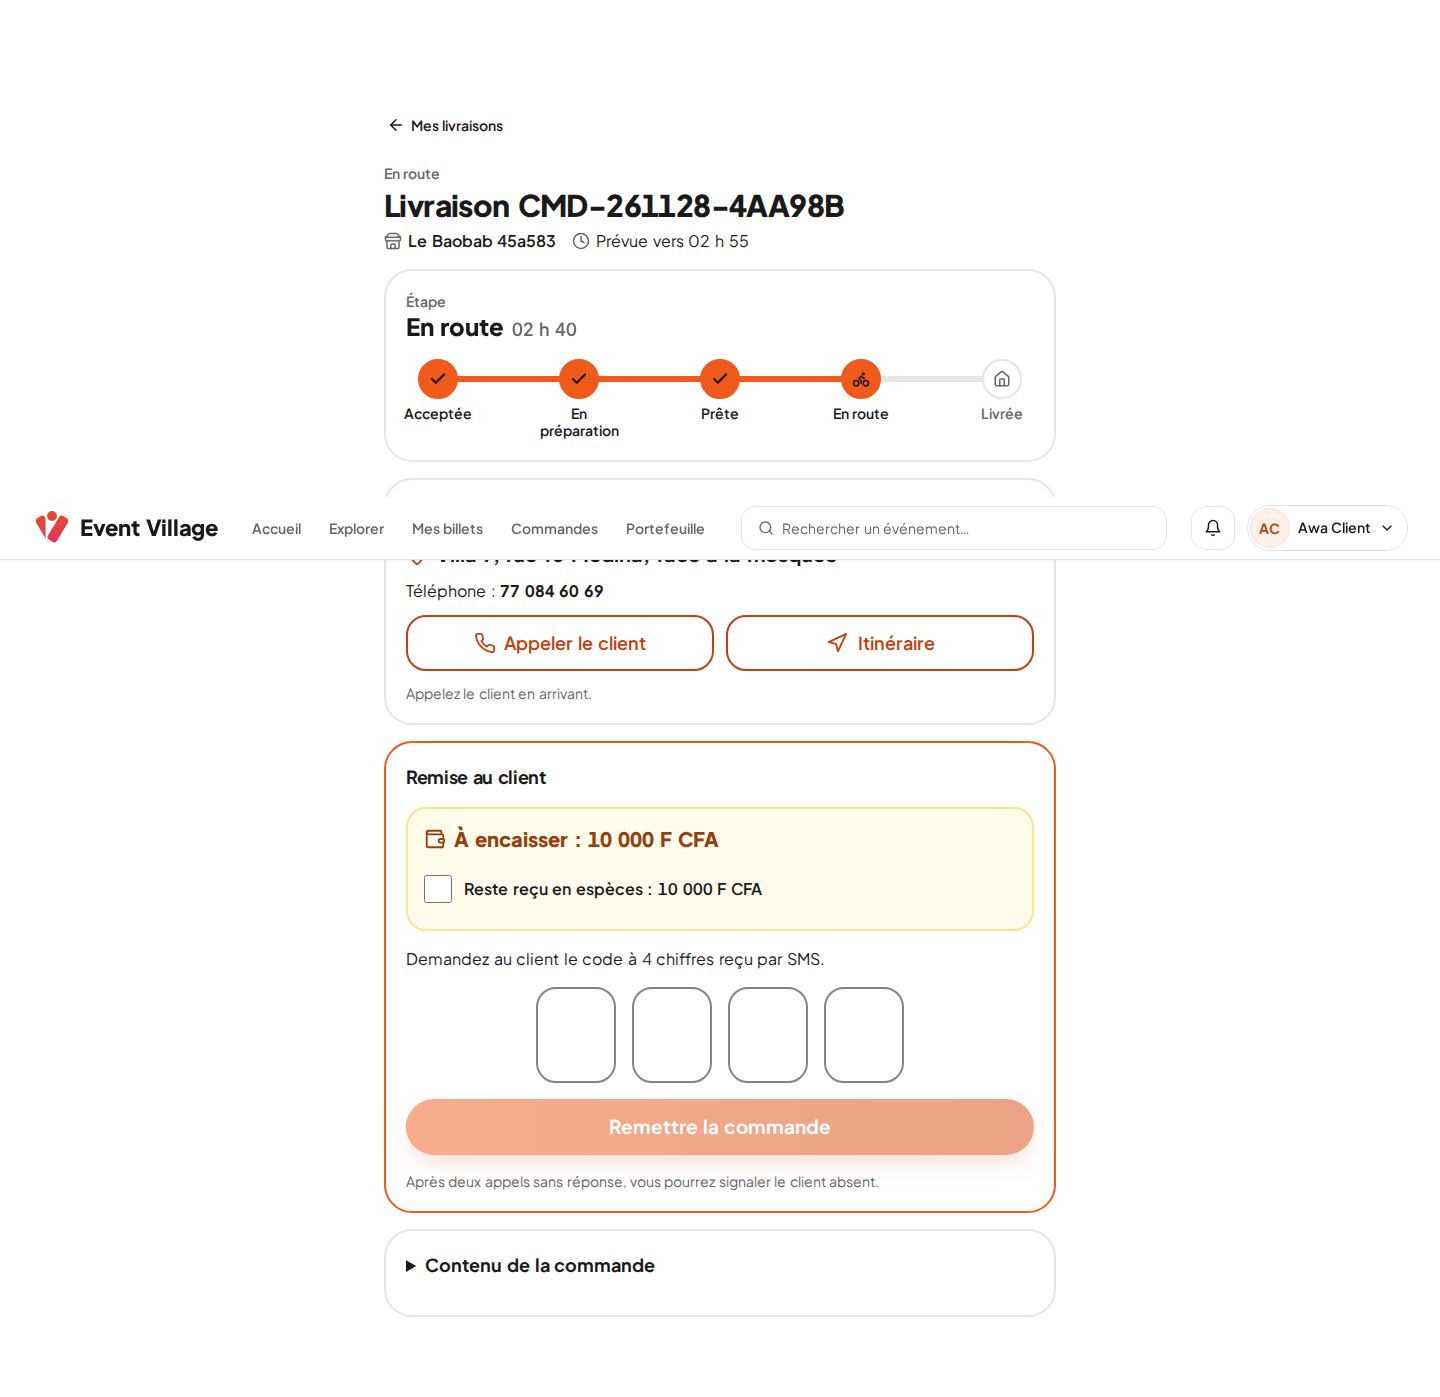 Mes livraisons
En route
Livraison CMD-261128-4AA98B
Le Baobab 45a583 Prévue vers 02 h 55
Étape
En route 02 h 40
Acceptée
En préparation
Prête
En route
Livrée
Event Village Accueil Explorer Mes billets Commandes Portefeuille Rechercher un événement... AC Awa Client
Téléphone : 77 084 60 69
Appeler le client Itinéraire
Appelez le client en arrivant.
Remise au client
À encaisser : 10 000 F CFA
Reste reçu en espèces : 10 000 F CFA
Demandez au client le code à 4 chiffres reçu par SMS.
Remettre la commande
Après deux appels sans réponse, vous pourrez signaler le client absent.
Contenu de la commande